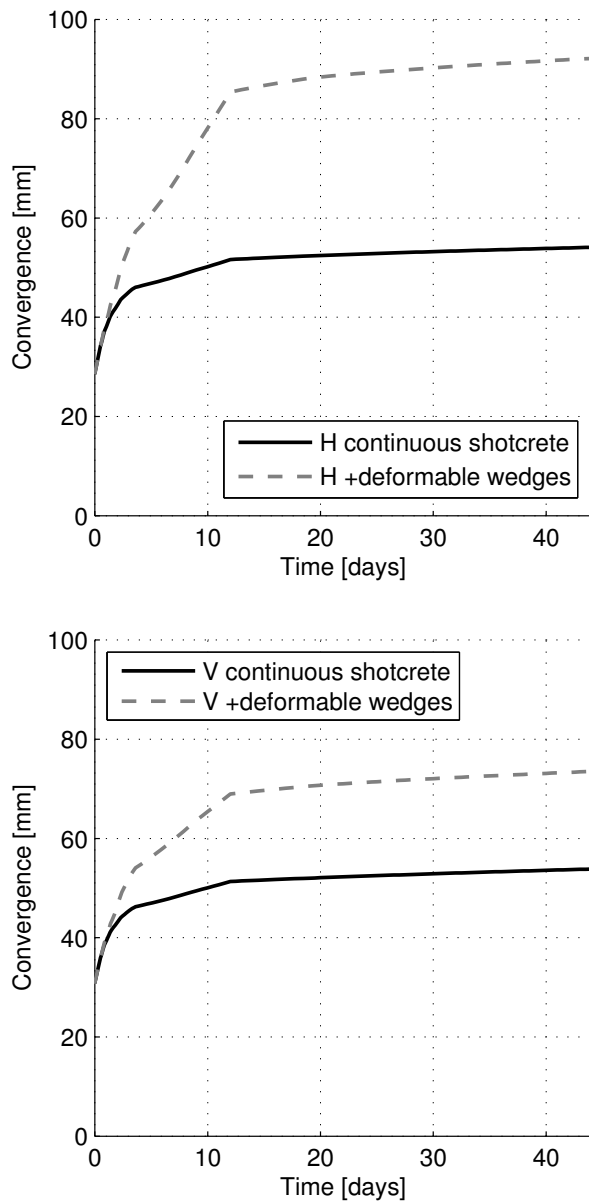 100
80
60
40
20
0
Convergence [mm]
H continuous shotcrete
H +deformable wedges
0 10 20 30 40
Time [days]
100
80
60
40
20
0
Convergence [mm]
V continuous shotcrete
V +deformable wedges
0 10 20 30 40
Time [days]